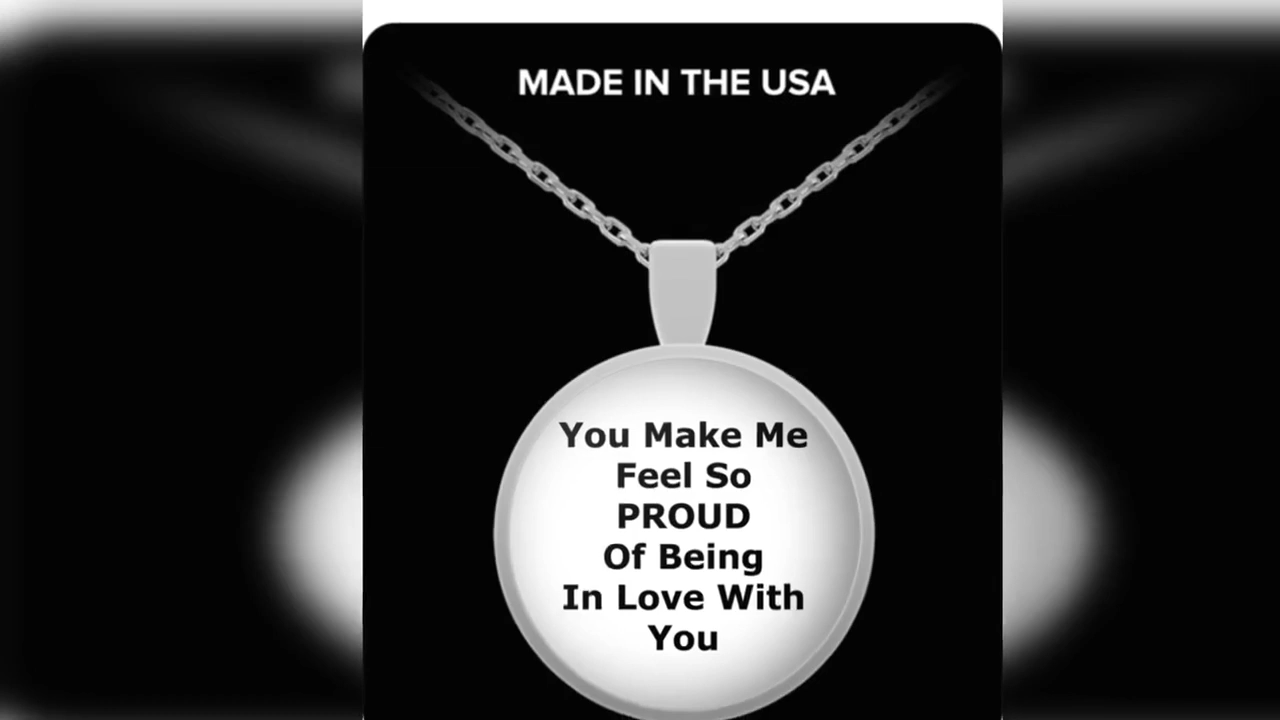 MADE IN THE USA
You Make Me
Feel So
PROUD
Of Being
In Love With
You